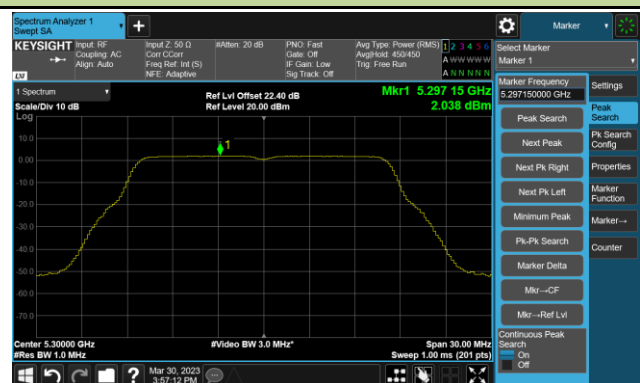 Spectrum Analyzer 1
Swept SA
Marker
KEYSIGHT
Input: RF
Coupling: AC
Align: Auto
Input Z: 50 Ω
Corr CCorr
Freq Ref: Int (S)
NFE: Adaptive
#Atten: 20 dB
PNO: Fast
Gate: Off
IF Gain: Low
Sig Track: Off
Avg Type: Power (RMS)
Avg|Hold: 450/450
Trig: Free Run
1 2 3 4 5 6
A W W W W W
A N N N N N
LXI
Select Marker
Marker 1
1 Spectrum
Scale/Div 10 dB
Log
Ref Lvl Offset 22.40 dB
Ref Level 20.00 dBm
Mkr1 5.297 15 GHz
2.038 dBm
1
10.0
0.00
-10.0
-20.0
-30.0
-40.0
-50.0
-60.0
-70.0
Center 5.30000 GHz
#Res BW 1.0 MHz
#Video BW 3.0 MHz*
Span 30.00 MHz
Sweep 1.00 ms (201 pts)
Marker Frequency
5.297150000 GHz
Peak Search
Next Peak
Next Pk Right
Next Pk Left
Minimum Peak
Pk-Pk Search
Marker Delta
Mkr→CF
Mkr→Ref Lvl
Continuous Peak
Search
On
Off
Settings
Peak
Search
Pk Search
Config
Properties
Marker
Function
Marker→
Counter
Mar 30, 2023
3:57:12 PM